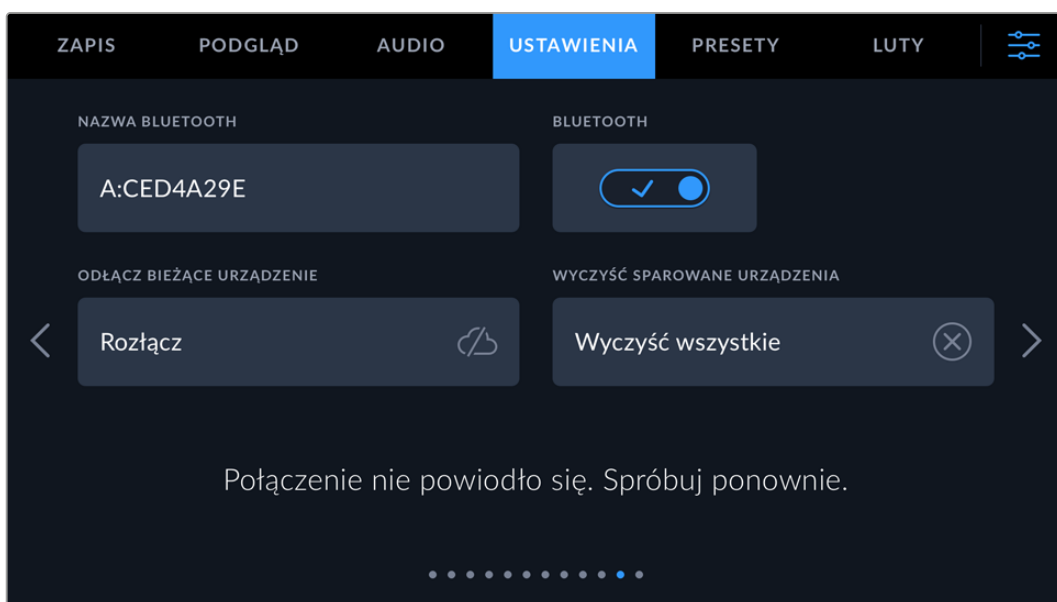 ZAPIS PODGLĄD AUDIO USTAWIENIA PRESETY LUTY
NAZWA BLUETOOTH
BLUETOOTH
A:CED4A29E
ODŁĄCZ BIEŻĄCE URZĄDZENIE
WYCZYŚĆ SPAROWANE URZĄDZENIA
Rozłącz
Wyczyść wszystkie
Połączenie nie powiodło się. Spróbuj ponownie.